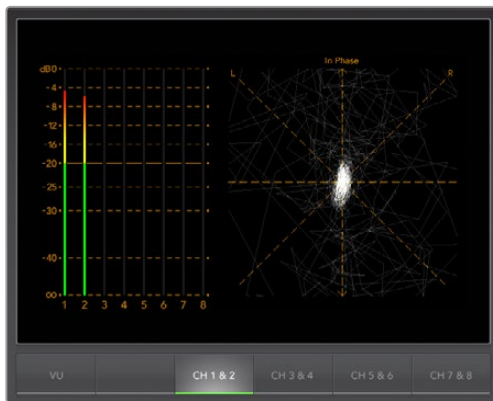 In Phase
dB0
L
R
-4
-8
-12
-16
-20
-25
-30
-40
00
1 2 3 4 5 6 7 8
VU
CH 1 & 2
CH 3 & 4
CH 5 & 6
CH 7 & 8